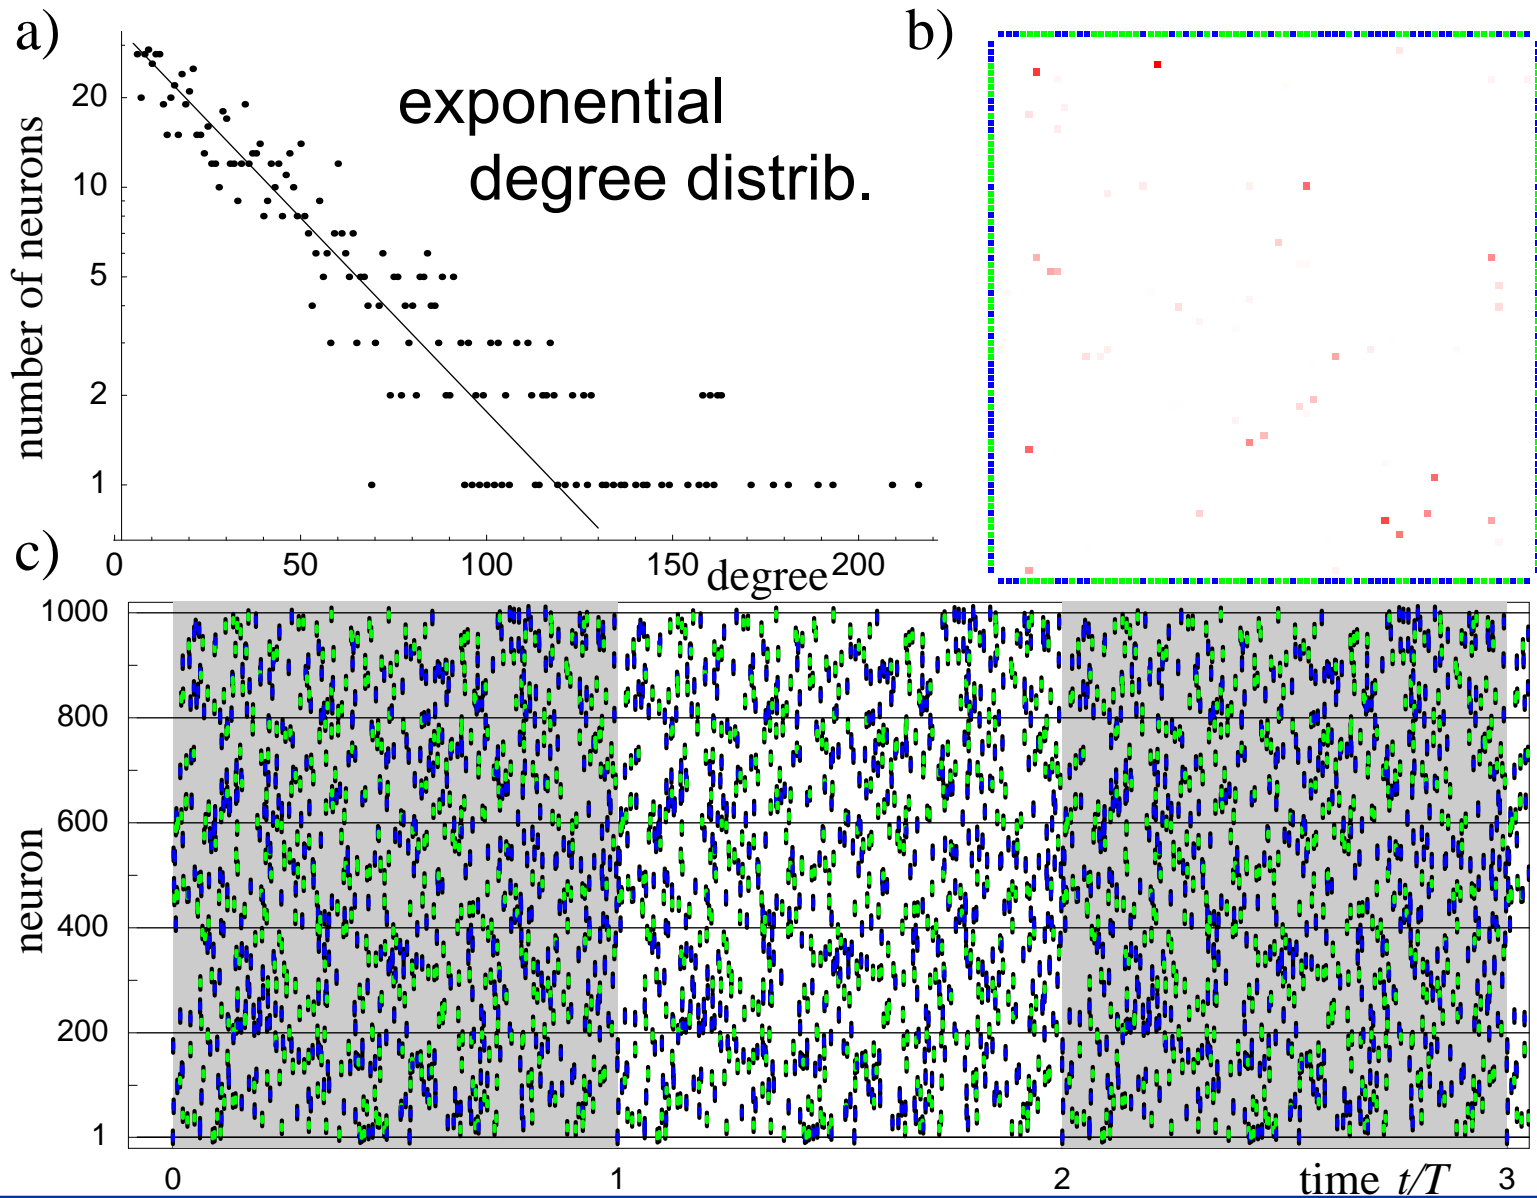 a)
exponential
degree distrib.
number of neurons
20
10
5
2
1
0 50 100 150 200
degree
b)
c)
neuron
1000
800
600
400
200
1
0 1 2 3
time t/T